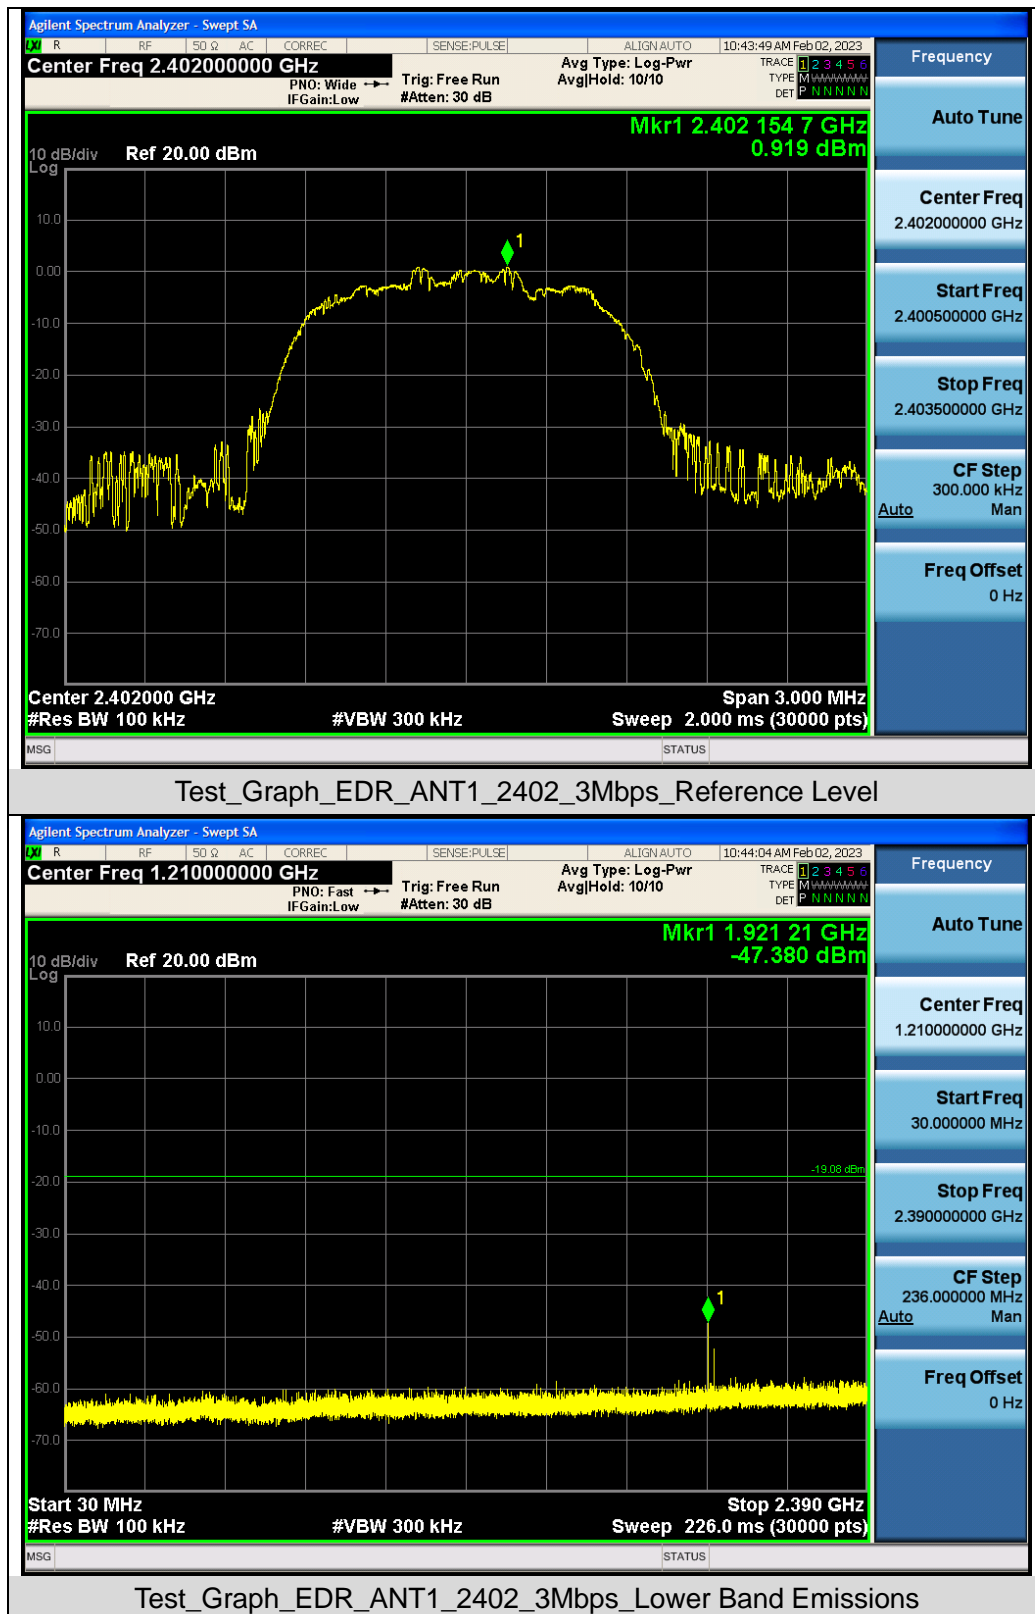 Agilent Spectrum Analyzer - Swept SA
LXI R RF 50 Ω AC CORREC SENSE:PULSE ALIGN AUTO 10:43:49 AM Feb 02, 2023
Center Freq 2.402000000 GHz
PNO: Wide
IFGain:Low
Trig: Free Run
#Atten: 30 dB
Avg Type: Log-Pwr
Avg|Hold: 10/10
TRACE 1 2 3 4 5 6
TYPE M
DET P N N N N N
Mkr1 2.402 154 7 GHz
0.919 dBm
10 dB/div Ref 20.00 dBm
Log
1
10.0
0.00
-10.0
-20.0
-30.0
-40.0
-50.0
-60.0
-70.0
Center 2.402000 GHz Span 3.000 MHz
#Res BW 100 kHz #VBW 300 kHz Sweep 2.000 ms (30000 pts)
MSG STATUS
Frequency
Auto Tune
Center Freq
2.402000000 GHz
Start Freq
2.400500000 GHz
Stop Freq
2.403500000 GHz
CF Step
300.000 kHz
Auto Man
Freq Offset
0 Hz
Test_Graph_EDR_ANT1_2402_3Mbps_Reference Level
Agilent Spectrum Analyzer - Swept SA
LXI R RF 50 Ω AC CORREC SENSE:PULSE ALIGN AUTO 10:44:04 AM Feb 02, 2023
Center Freq 1.210000000 GHz
PNO: Fast
IFGain:Low
Trig: Free Run
#Atten: 30 dB
Avg Type: Log-Pwr
Avg|Hold: 10/10
TRACE 1 2 3 4 5 6
TYPE M
DET P N N N N N
Mkr1 1.921 21 GHz
-47.380 dBm
10 dB/div Ref 20.00 dBm
Log
10.0
0.00
-10.0
-19.08 dBm
-20.0
-30.0
-40.0
1
-50.0
-60.0
-70.0
Start 30 MHz Stop 2.390 GHz
#Res BW 100 kHz #VBW 300 kHz Sweep 226.0 ms (30000 pts)
MSG STATUS
Frequency
Auto Tune
Center Freq
1.210000000 GHz
Start Freq
30.000000 MHz
Stop Freq
2.390000000 GHz
CF Step
236.000000 MHz
Auto Man
Freq Offset
0 Hz
Test_Graph_EDR_ANT1_2402_3Mbps_Lower Band Emissions